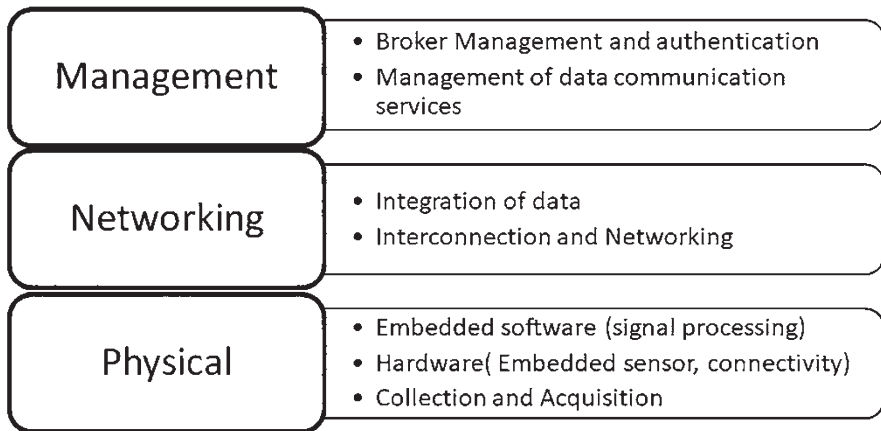 Management
• Broker Management and authentication
• Management of data communication
services
Networking
• Integration of data
• Interconnection and Networking
Physical
• Embedded software (signal processing)
• Hardware( Embedded sensor, connectivity)
• Collection and Acquisition